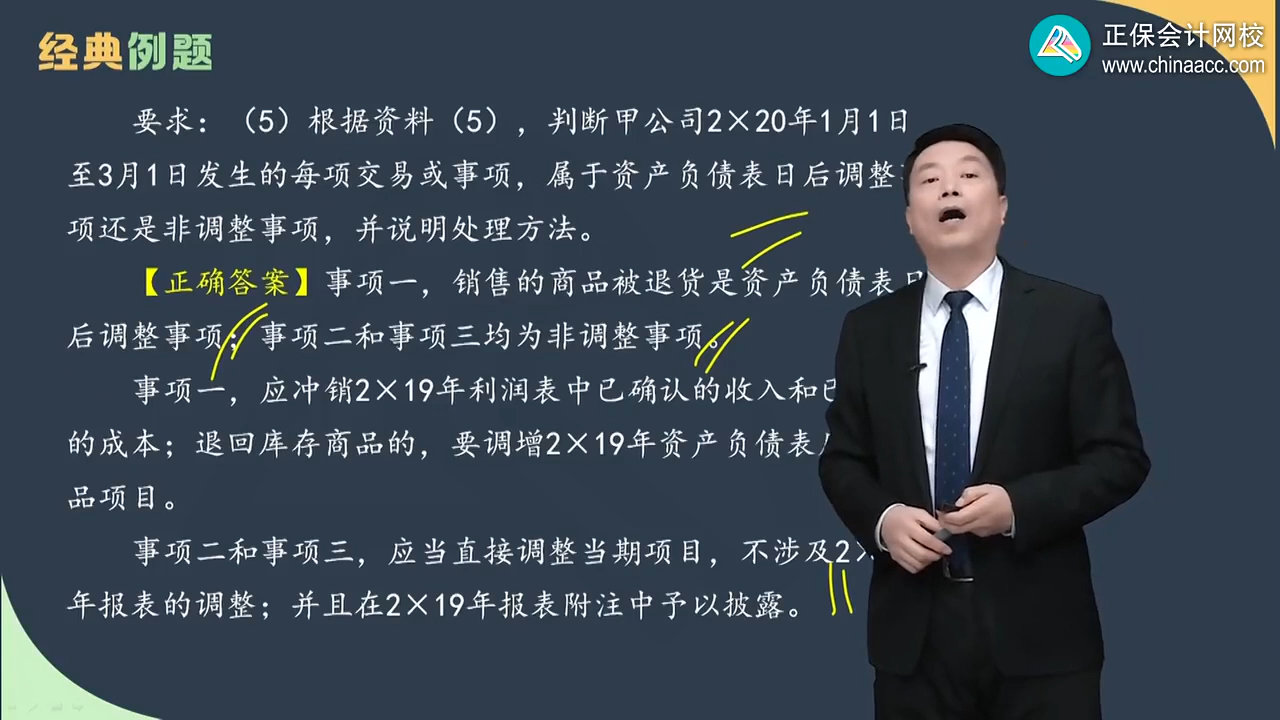 经典例题
正保会计网校
www.chinaacc.com
要求：（5）根据资料（5），判断甲公司2×20年1月1日
至3月1日发生的每项交易或事项，属于资产负债表日后调整
项还是非调整事项，并说明处理方法。
【正确答案】事项一，销售的商品被退货是资产负债表日
后调整事项；事项二和事项三均为非调整事项。
事项一，应冲销2×19年利润表中已确认的收入和已
的成本；退回库存商品的，要调增2×19年资产负债表
品项目。
事项二和事项三，应当直接调整当期项目，不涉及2×
年报表的调整；并且在2×19年报表附注中予以披露。